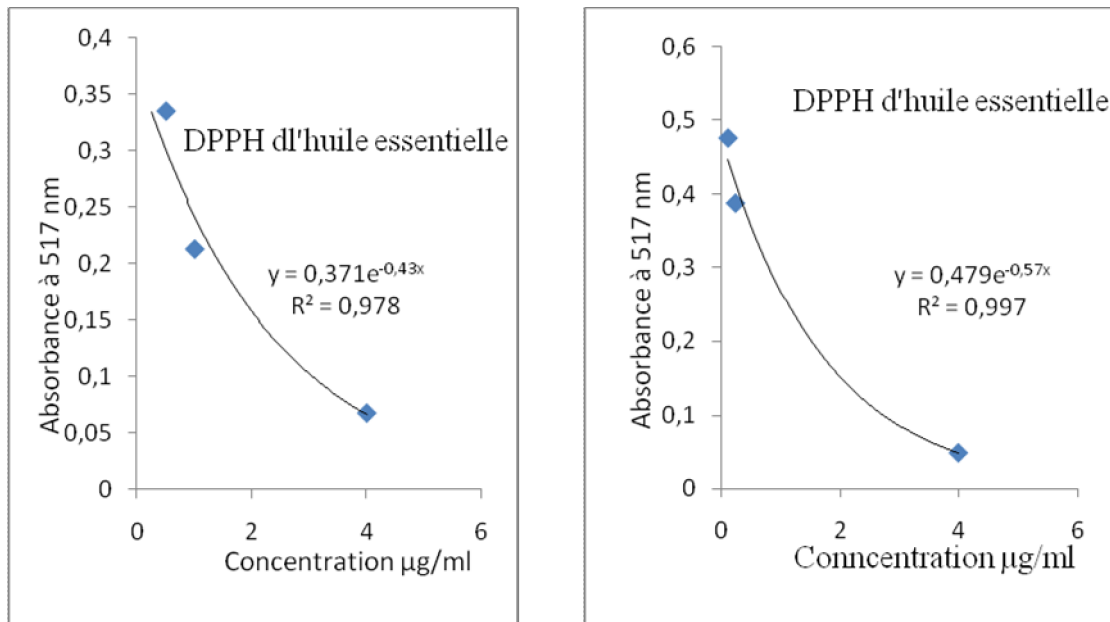 0,4
0,35
0,3
0,25
0,2
0,15
0,1
0,05
0
0 2 4 6
Absorbance à 517 nm
DPPH dl'huile essentielle
y = 0,371e^-0,43x
R² = 0,978
Concentration µg/ml
0,6
0,5
0,4
0,3
0,2
0,1
0
0 2 4 6
Absorbance à 517 nm
DPPH d'huile essentielle
y = 0,479e^-0,57x
R² = 0,997
Conncentration µg/ml